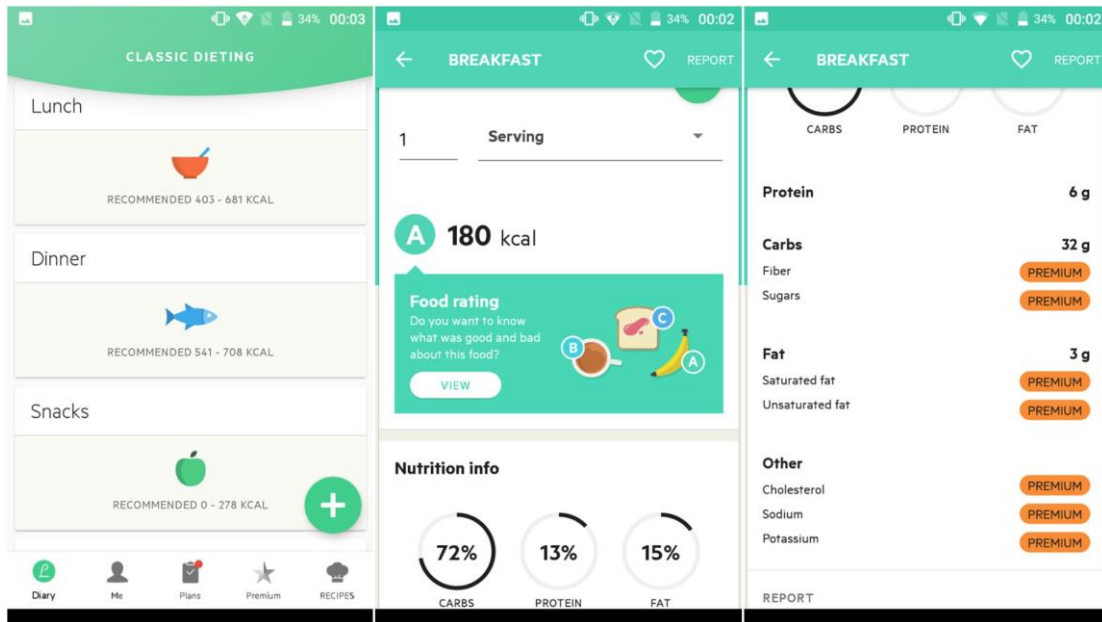 34% 00:03
CLASSIC DIETING
Lunch
RECOMMENDED 403 - 681 KCAL
Dinner
RECOMMENDED 541 - 708 KCAL
Snacks
RECOMMENDED 0 - 278 KCAL
+
Diary
Me
Plans
Premium
RECIPES
34% 00:02
BREAKFAST
REPORT
1
Serving
A
180 kcal
Food rating
Do you want to know
what was good and bad
about this food?
VIEW
B
C
A
Nutrition info
72%
13%
15%
CARBS
PROTEIN
FAT
34% 00:02
BREAKFAST
REPORT
CARBS
PROTEIN
FAT
Protein 6 g
Carbs 32 g
Fiber PREMIUM
Sugars PREMIUM
Fat 3 g
Saturated fat PREMIUM
Unsaturated fat PREMIUM
Other
Cholesterol PREMIUM
Sodium PREMIUM
Potassium PREMIUM
REPORT